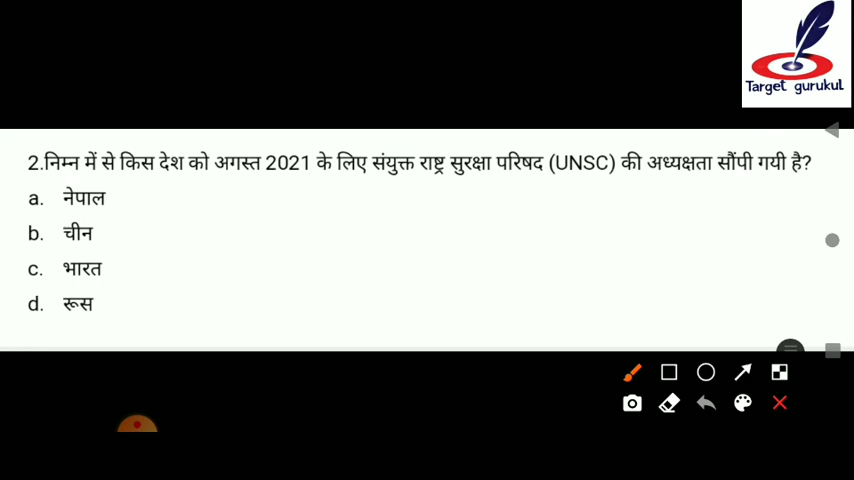 Target gurukul
2.निम्न में से किस देश को अगस्त 2021 के लिए संयुक्त राष्ट्र सुरक्षा परिषद (UNSC) की अध्यक्षता सौंपी गयी है?
a. नेपाल
b. चीन
c. भारत
d. रूस